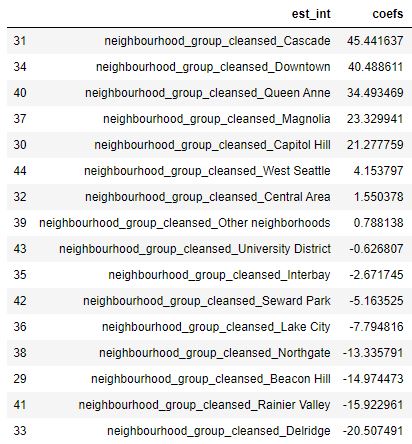 est_int coefs
31 neighbourhood_group_cleansed_Cascade 45.441637
34 neighbourhood_group_cleansed_Downtown 40.488611
40 neighbourhood_group_cleansed_Queen Anne 34.493469
37 neighbourhood_group_cleansed_Magnolia 23.329941
30 neighbourhood_group_cleansed_Capitol Hill 21.277759
44 neighbourhood_group_cleansed_West Seattle 4.153797
32 neighbourhood_group_cleansed_Central Area 1.550378
39 neighbourhood_group_cleansed_Other neighborhoods 0.788138
43 neighbourhood_group_cleansed_University District -0.626807
35 neighbourhood_group_cleansed_Interbay -2.671745
42 neighbourhood_group_cleansed_Seward Park -5.163525
36 neighbourhood_group_cleansed_Lake City -7.794816
38 neighbourhood_group_cleansed_Northgate -13.335791
29 neighbourhood_group_cleansed_Beacon Hill -14.974473
41 neighbourhood_group_cleansed_Rainier Valley -15.922961
33 neighbourhood_group_cleansed_Delridge -20.507491